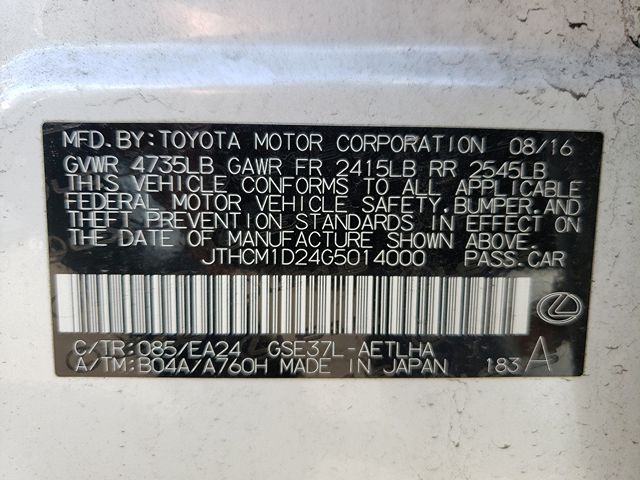 MFD.BY:TOYOTA MOTOR CORPORATION 08/16
GVWR 4735LB GAWR FR 2415LB RR 2545LB
THIS VEHICLE CONFORMS TO ALL APPLICABLE
FEDERAL MOTOR VEHICLE SAFETY, BUMPER, AND
THEFT PREVENTION STANDARDS IN EFFECT ON
THE DATE OF MANUFACTURE SHOWN ABOVE.
JTHCM1D24G5014000 PASS.CAR
C/TR:085/EA24 GSE37L-AETLHA
A/TM:B04A/A760H MADE IN JAPAN 183 A